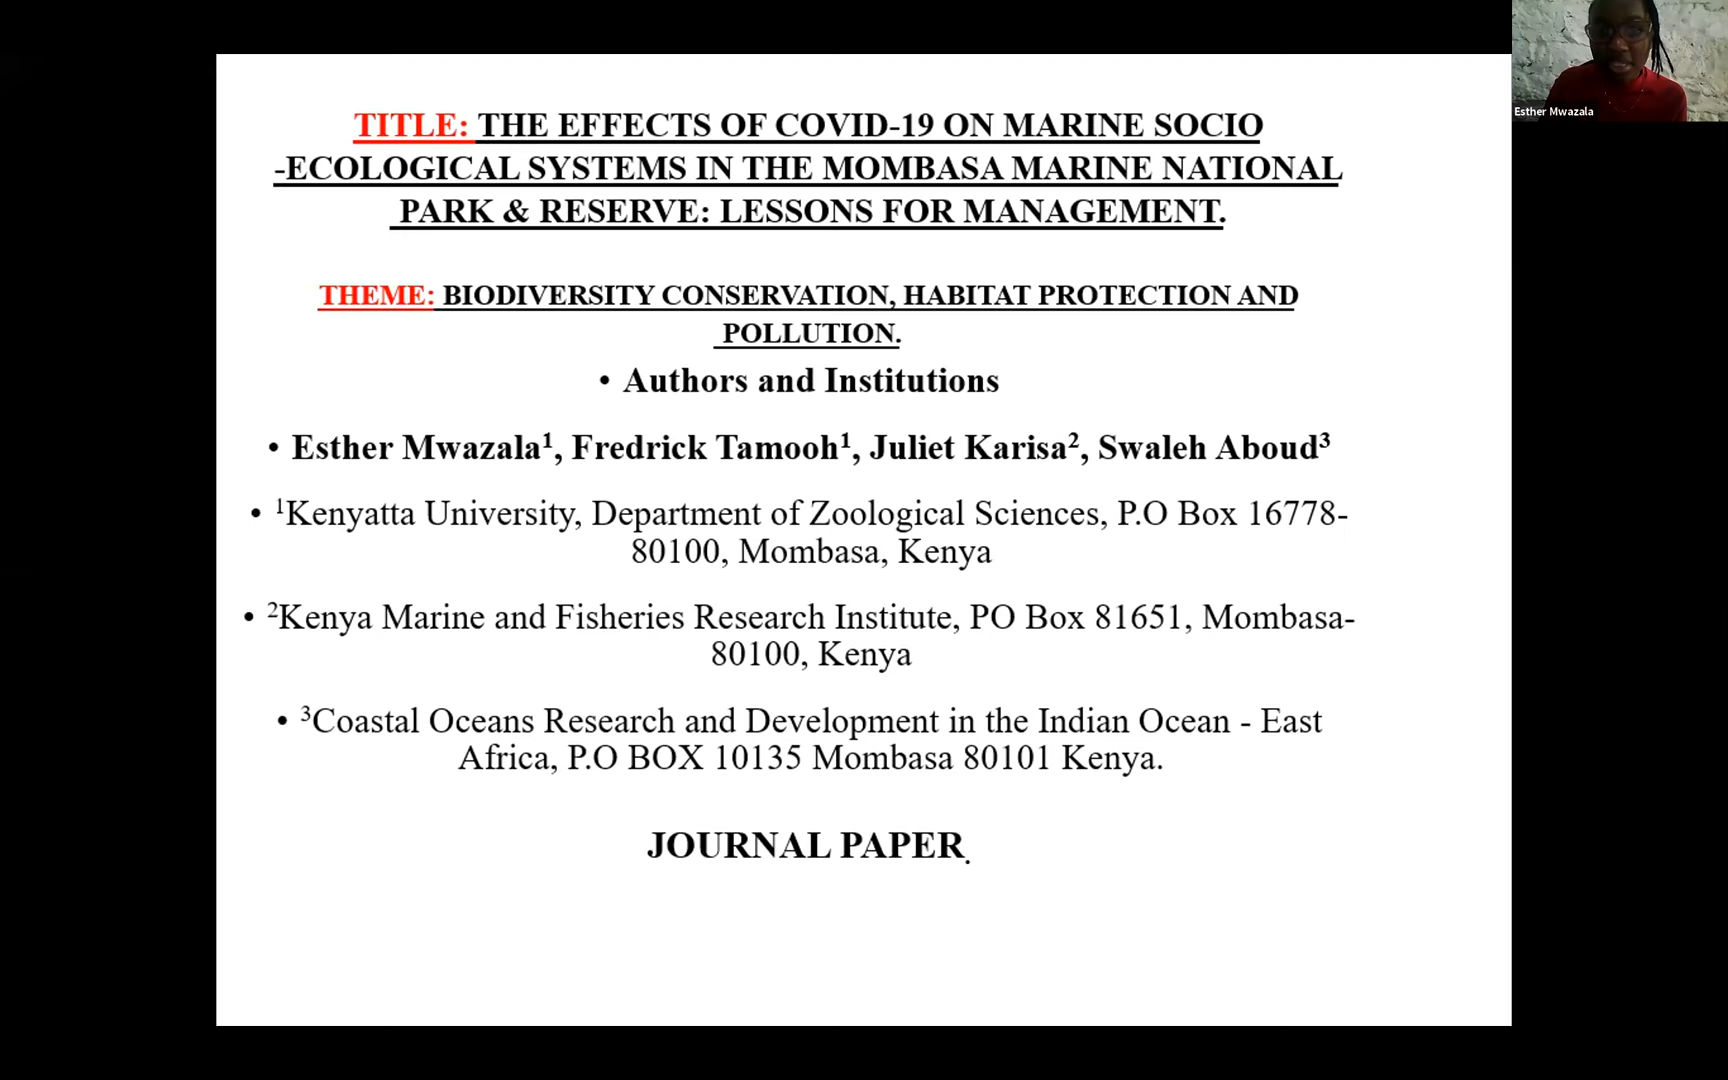 TITLE: THE EFFECTS OF COVID-19 ON MARINE SOCIO
-ECOLOGICAL SYSTEMS IN THE MOMBASA MARINE NATIONAL
PARK & RESERVE: LESSONS FOR MANAGEMENT.
THEME: BIODIVERSITY CONSERVATION, HABITAT PROTECTION AND
POLLUTION.
• Authors and Institutions
• Esther Mwazala¹, Fredrick Tamooh¹, Juliet Karisa², Swaleh Aboud³
• ¹Kenyatta University, Department of Zoological Sciences, P.O Box 16778-
80100, Mombasa, Kenya
• ²Kenya Marine and Fisheries Research Institute, PO Box 81651, Mombasa-
80100, Kenya
• ³Coastal Oceans Research and Development in the Indian Ocean - East
Africa, P.O BOX 10135 Mombasa 80101 Kenya.
JOURNAL PAPER.
Esther Mwazala